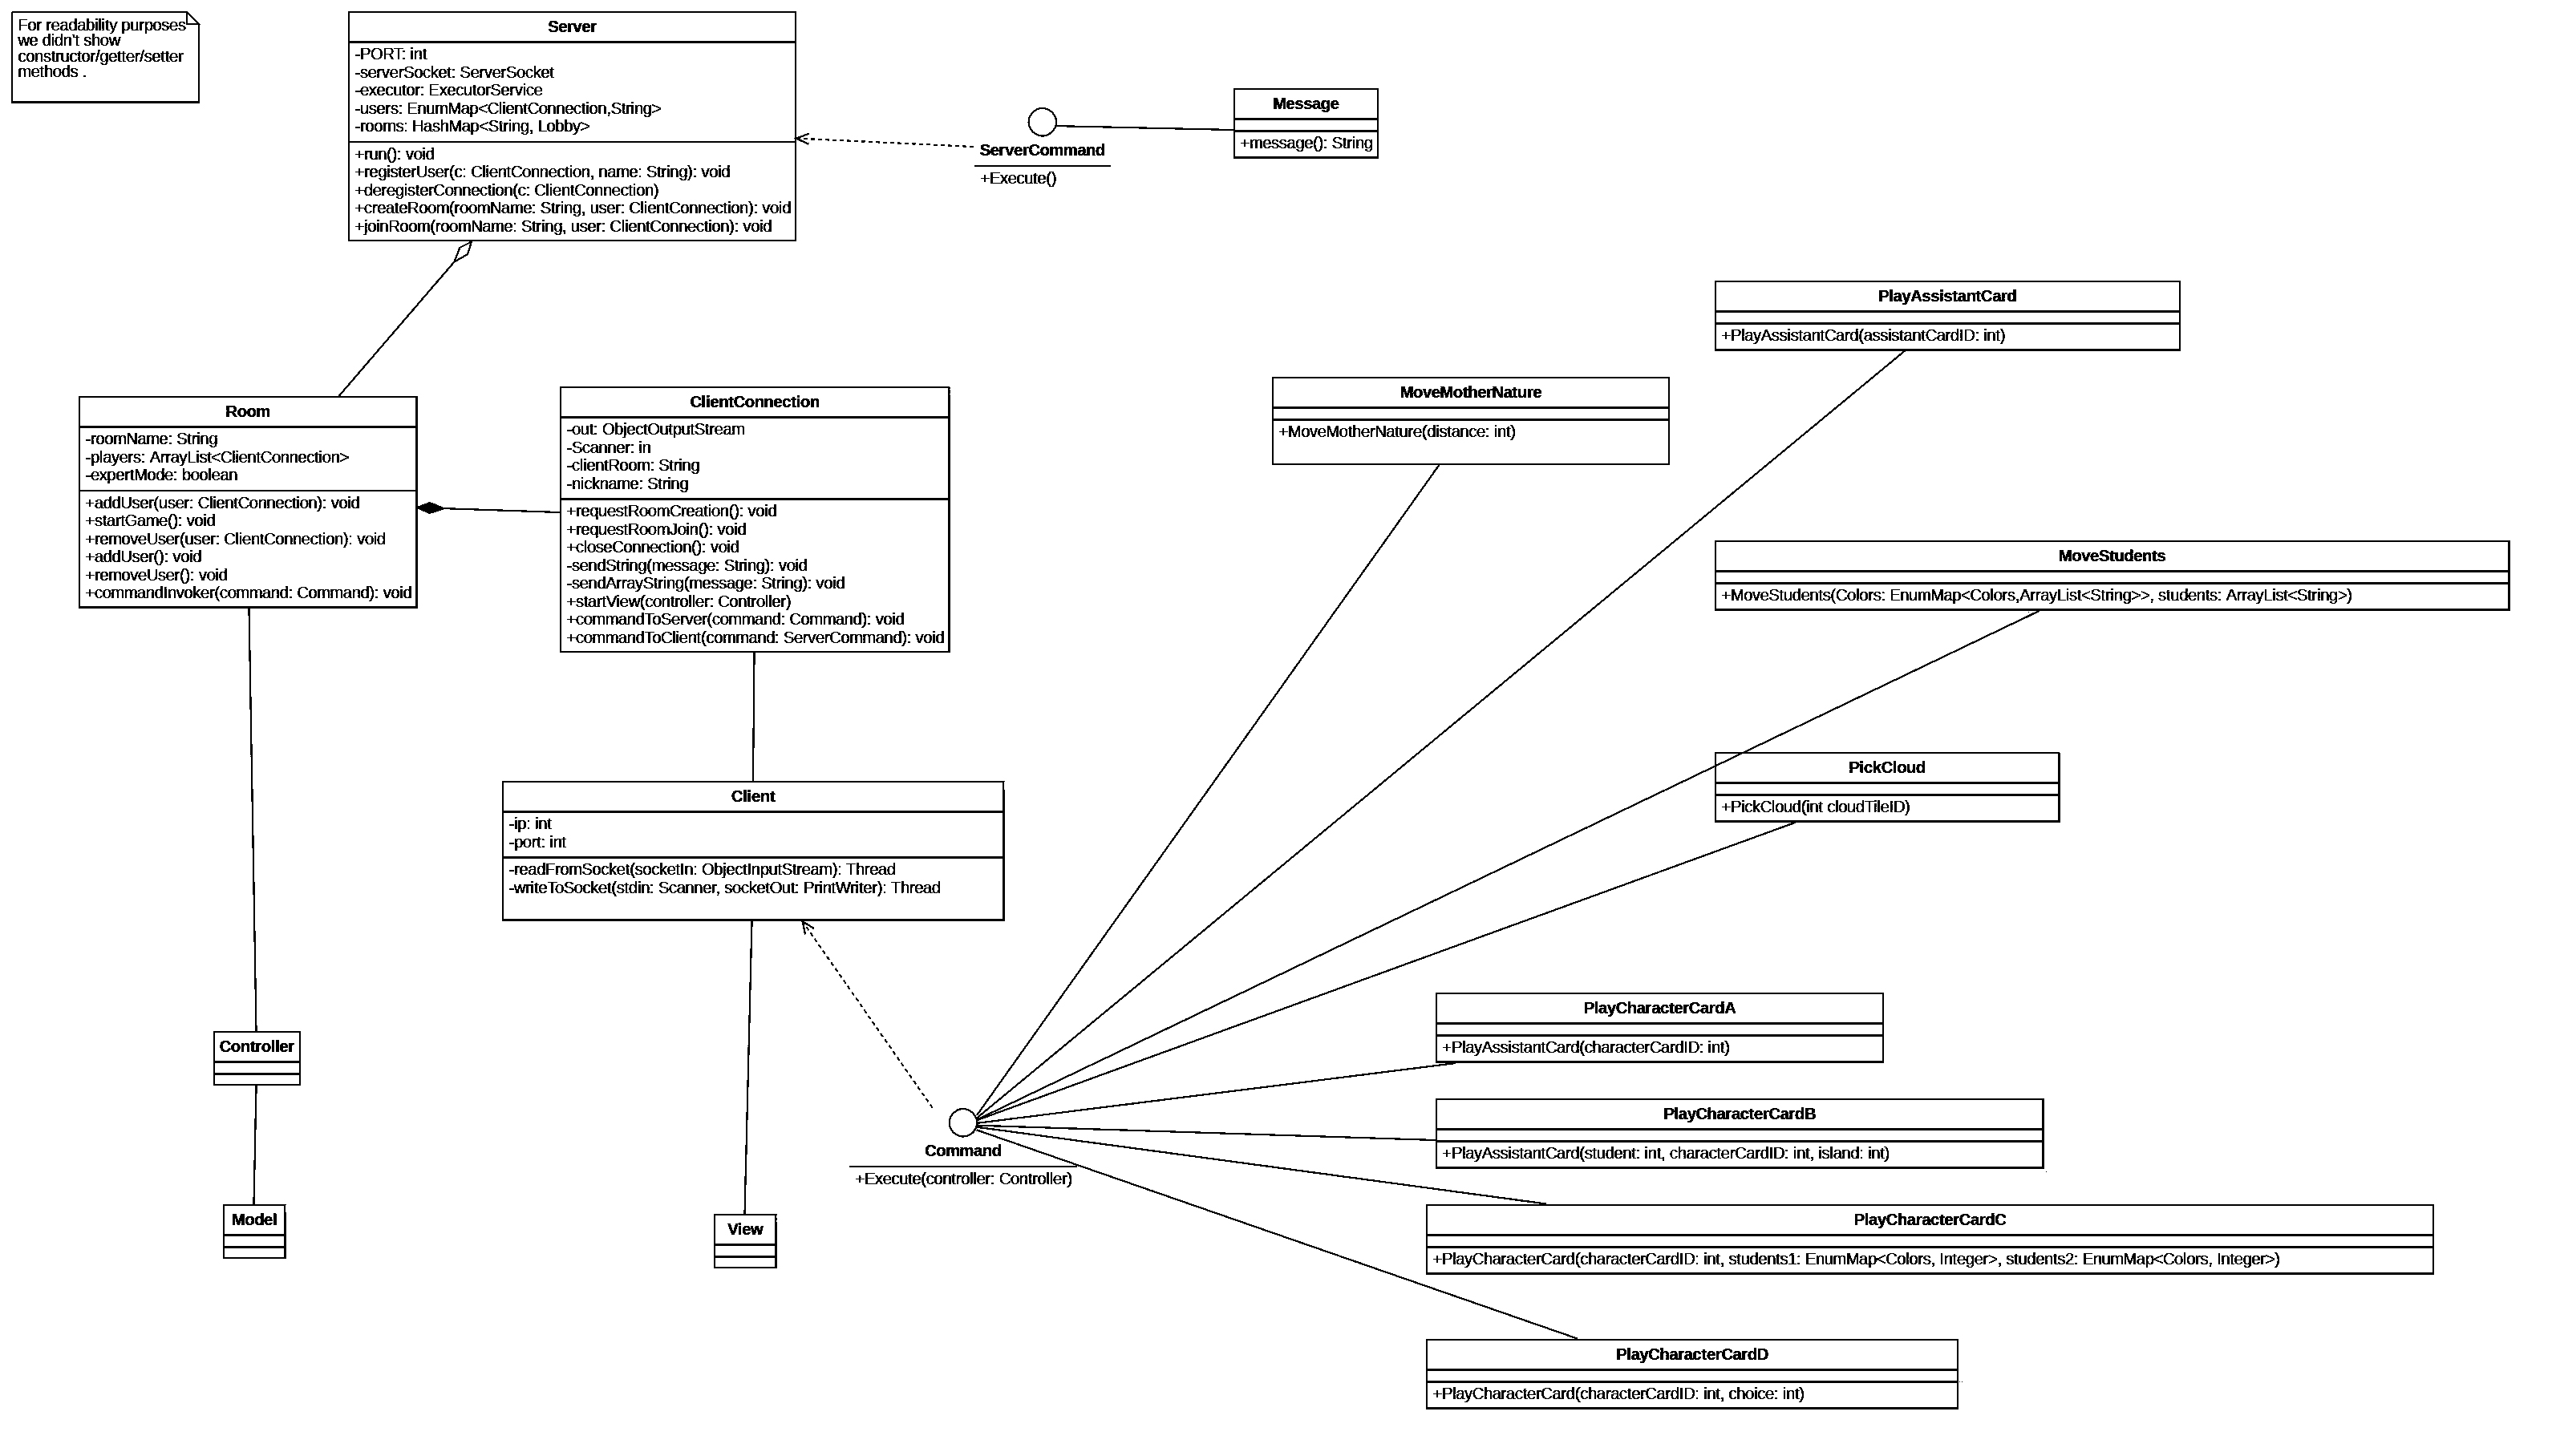 For readability purposes
we didn't show
constructor/getter/setter
methods .
Server
-PORT: int
-serverSocket: ServerSocket
-executor: ExecutorService
-users: EnumMap<ClientConnection,String>
-rooms: HashMap<String, Lobby>
+run(): void
+registerUser(c: ClientConnection, name: String): void
+deregisterConnection(c: ClientConnection)
+createRoom(roomName: String, user: ClientConnection): void
+joinRoom(roomName: String, user: ClientConnection): void
ServerCommand
+Execute()
Message
+message(): String
PlayAssistantCard
+PlayAssistantCard(assistantCardID: int)
MoveMotherNature
+MoveMotherNature(distance: int)
Room
-roomName: String
-players: ArrayList<ClientConnection>
-expertMode: boolean
+addUser(user: ClientConnection): void
+startGame(): void
+removeUser(user: ClientConnection): void
+addUser(): void
+removeUser(): void
+commandInvoker(command: Command): void
ClientConnection
-out: ObjectOutputStream
-Scanner: in
-clientRoom: String
-nickname: String
+requestRoomCreation(): void
+requestRoomJoin(): void
+closeConnection(): void
-sendString(message: String): void
-sendArrayString(message: String): void
+startView(controller: Controller)
+commandToServer(command: Command): void
+commandToClient(command: ServerCommand): void
MoveStudents
+MoveStudents(Colors: EnumMap<Colors,ArrayList<String>>, students: ArrayList<String>)
PickCloud
+PickCloud(int cloudTileID)
Client
-ip: int
-port: int
-readFromSocket(socketIn: ObjectInputStream): Thread
-writeToSocket(stdin: Scanner, socketOut: PrintWriter): Thread
PlayCharacterCardA
+PlayAssistantCard(characterCardID: int)
Controller
PlayCharacterCardB
+PlayAssistantCard(student: int, characterCardID: int, island: int)
Command
+Execute(controller: Controller)
Model
View
PlayCharacterCardC
+PlayCharacterCard(characterCardID: int, students1: EnumMap<Colors, Integer>, students2: EnumMap<Colors, Integer>)
PlayCharacterCardD
+PlayCharacterCard(characterCardID: int, choice: int)